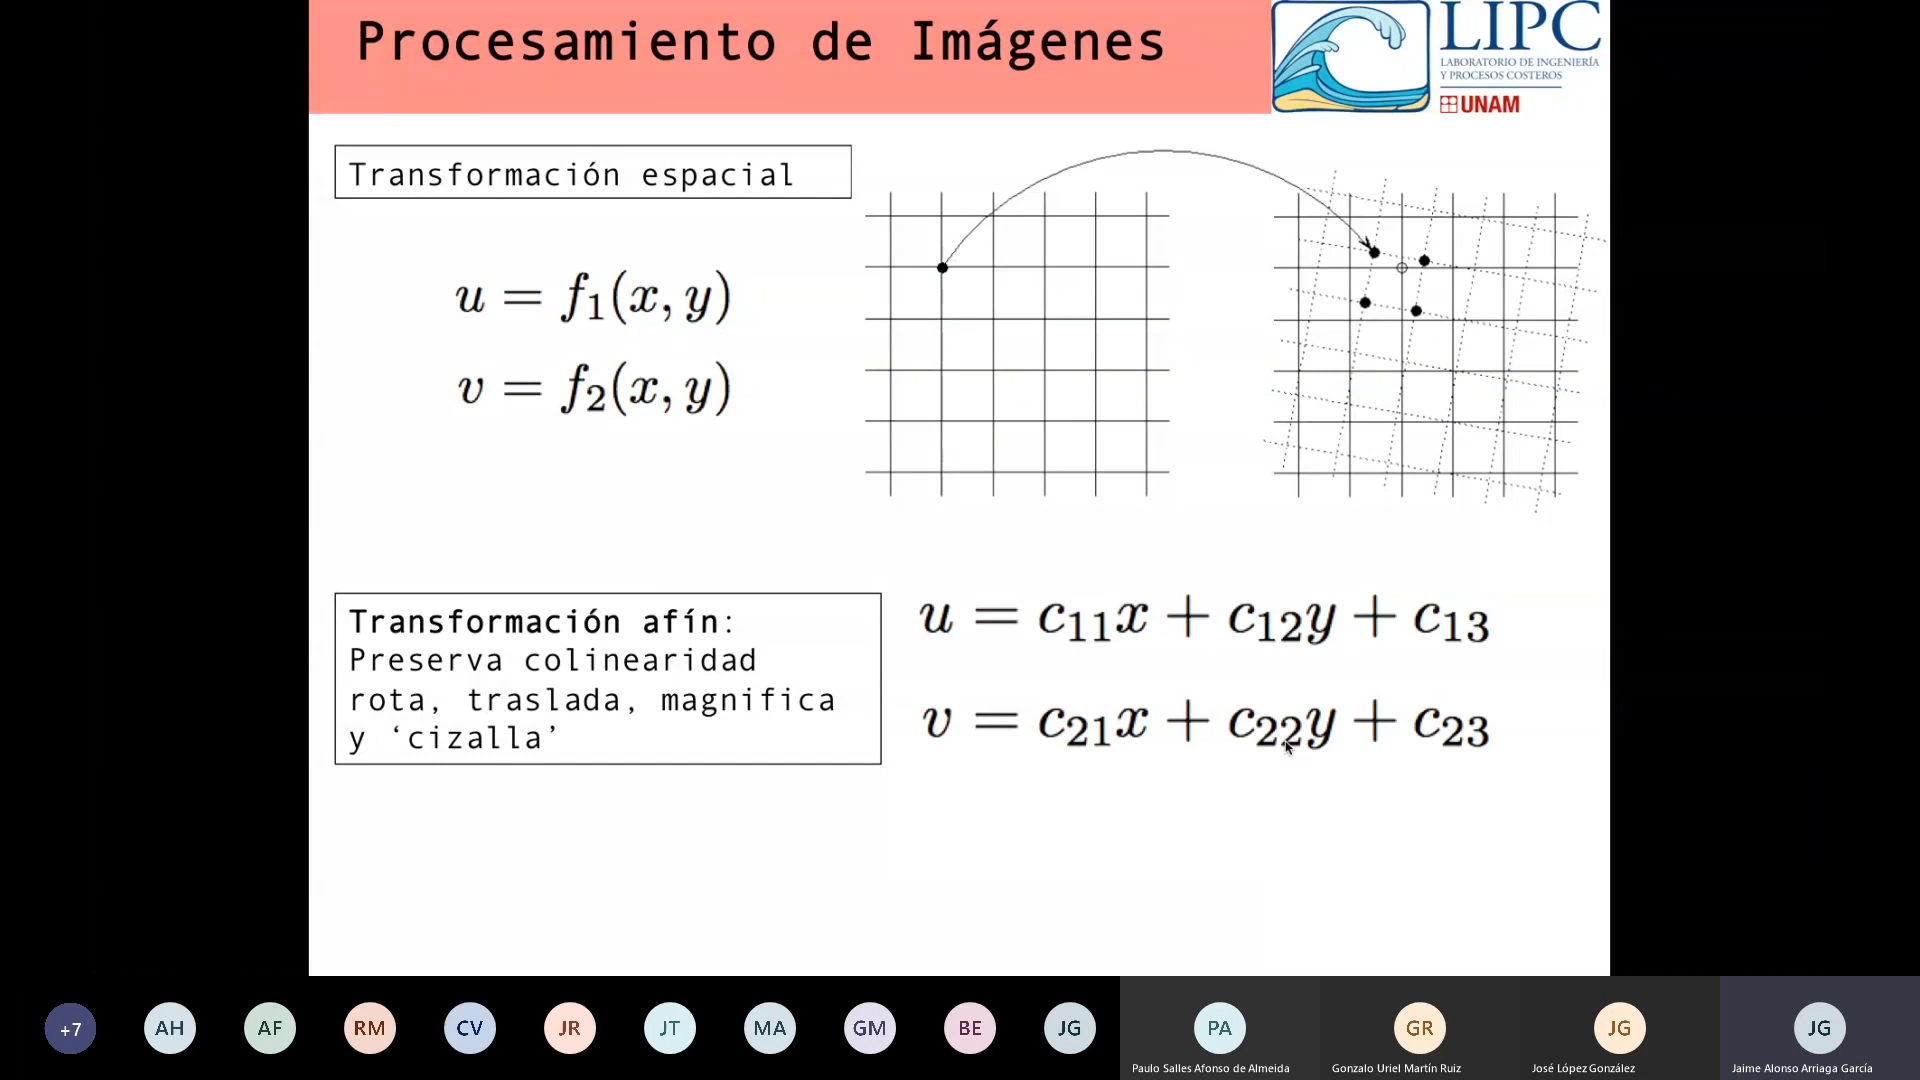 Procesamiento de Imágenes
LIPC
LABORATORIO DE INGENIERÍA
Y PROCESOS COSTEROS
UNAM
Transformación espacial
u = f₁(x, y)
v = f₂(x, y)
Transformación afín:
Preserva colinearidad
rota, traslada, magnifica
y ‘cizalla’
u = c₁₁x + c₁₂y + c₁₃
v = c₂₁x + c₂₂y + c₂₃
+7
AH
AF
RM
CV
JR
JT
MA
GM
BE
JG
PA
Paulo Salles Afonso de Almeida
GR
Gonzalo Uriel Martín Ruiz
JG
José López González
JG
Jaime Alonso Arriaga García